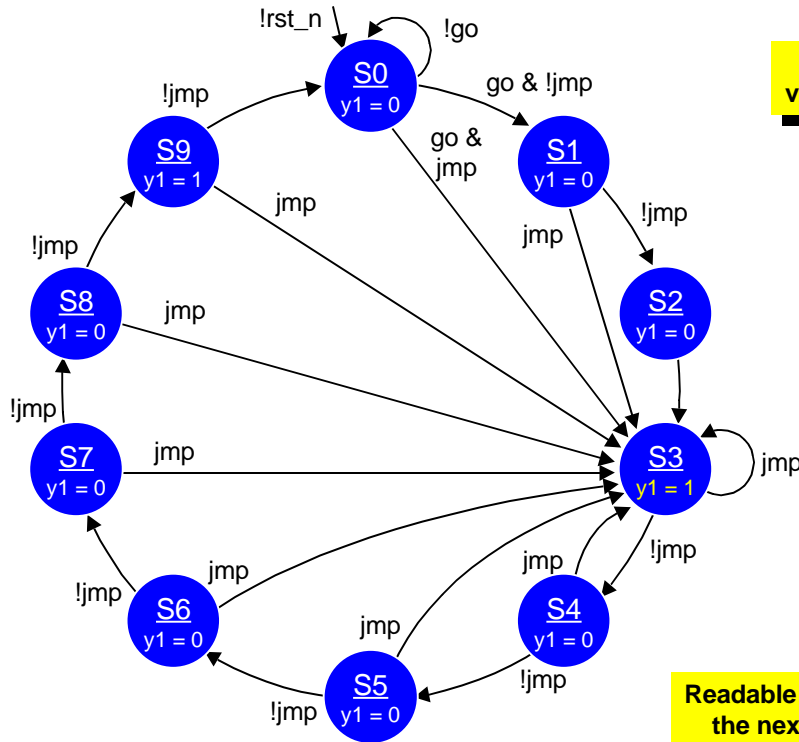 !rst_n
!go
S0
y1 = 0
go & !jmp
go &
jmp
!jmp
S9
y1 = 1
S1
y1 = 0
v
jmp
jmp
!jmp
!jmp
S8
y1 = 0
jmp
S2
y1 = 0
!jmp
S7
y1 = 0
jmp
S3
y1 = 1
jmp
!jmp
S6
y1 = 0
jmp
jmp
!jmp
S4
y1 = 0
jmp
!jmp
S5
y1 = 0
!jmp
Readable
the nex